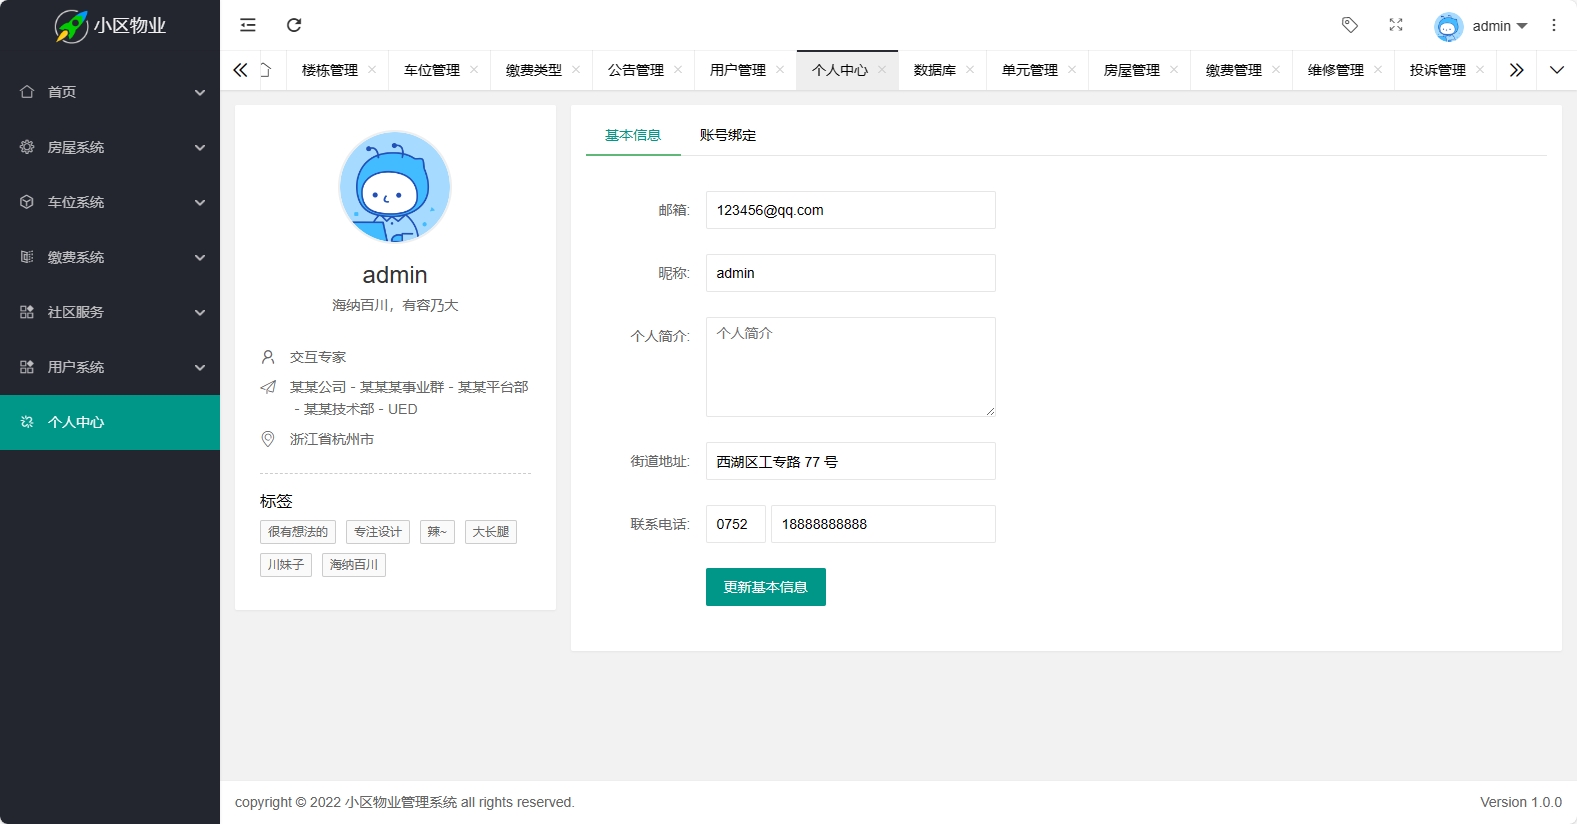 小区物业
admin
首页
房屋系统
车位系统
缴费系统
社区服务
用户系统
个人中心
楼栋管理
车位管理
缴费类型
公告管理
用户管理
个人中心
数据库
单元管理
房屋管理
缴费管理
维修管理
投诉管理
admin
海纳百川，有容乃大
交互专家
某某公司 - 某某某事业群 - 某某平台部
- 某某技术部 - UED
浙江省杭州市
标签
很有想法的 专注设计 辣~ 大长腿
川妹子 海纳百川
基本信息 账号绑定
邮箱: 123456@qq.com
昵称: admin
个人简介: 个人简介
街道地址: 西湖区工专路 77 号
联系电话: 0752 18888888888
更新基本信息
copyright © 2022 小区物业管理系统 all rights reserved.
Version 1.0.0